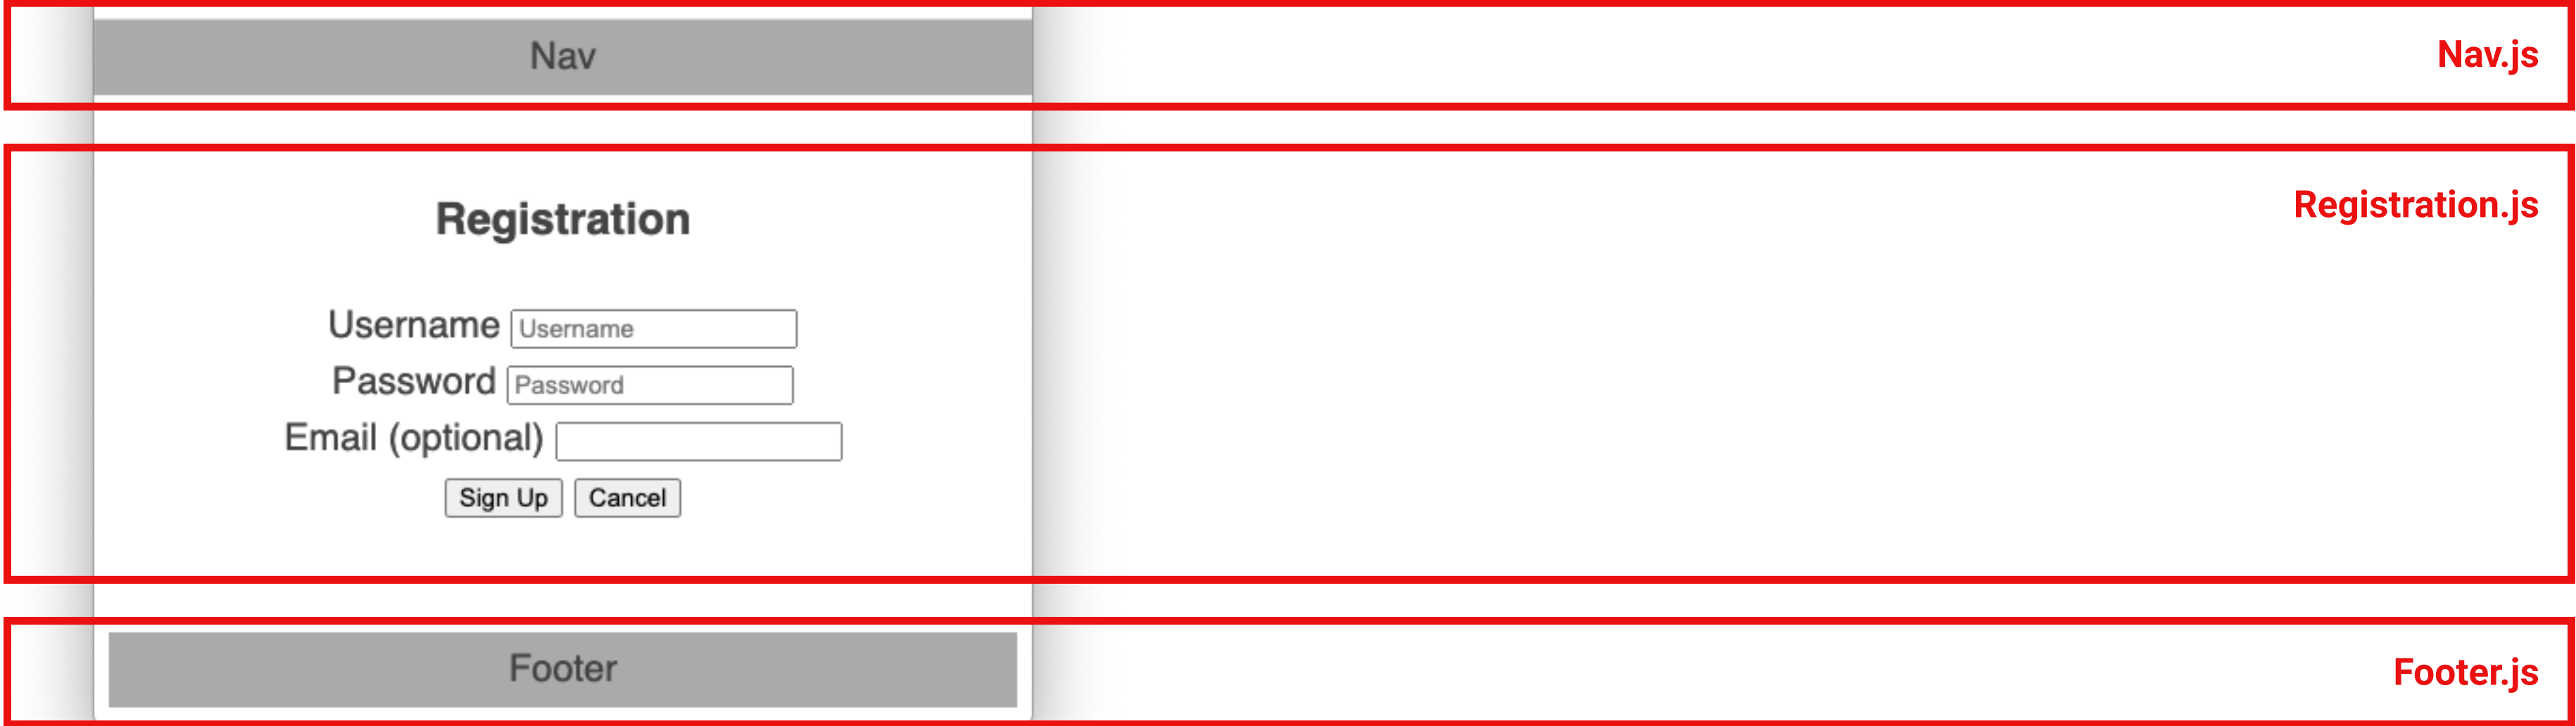 Nav
Nav.js
Registration
Registration.js
Username Username
Password Password
Email (optional)
Sign Up Cancel
Footer
Footer.js